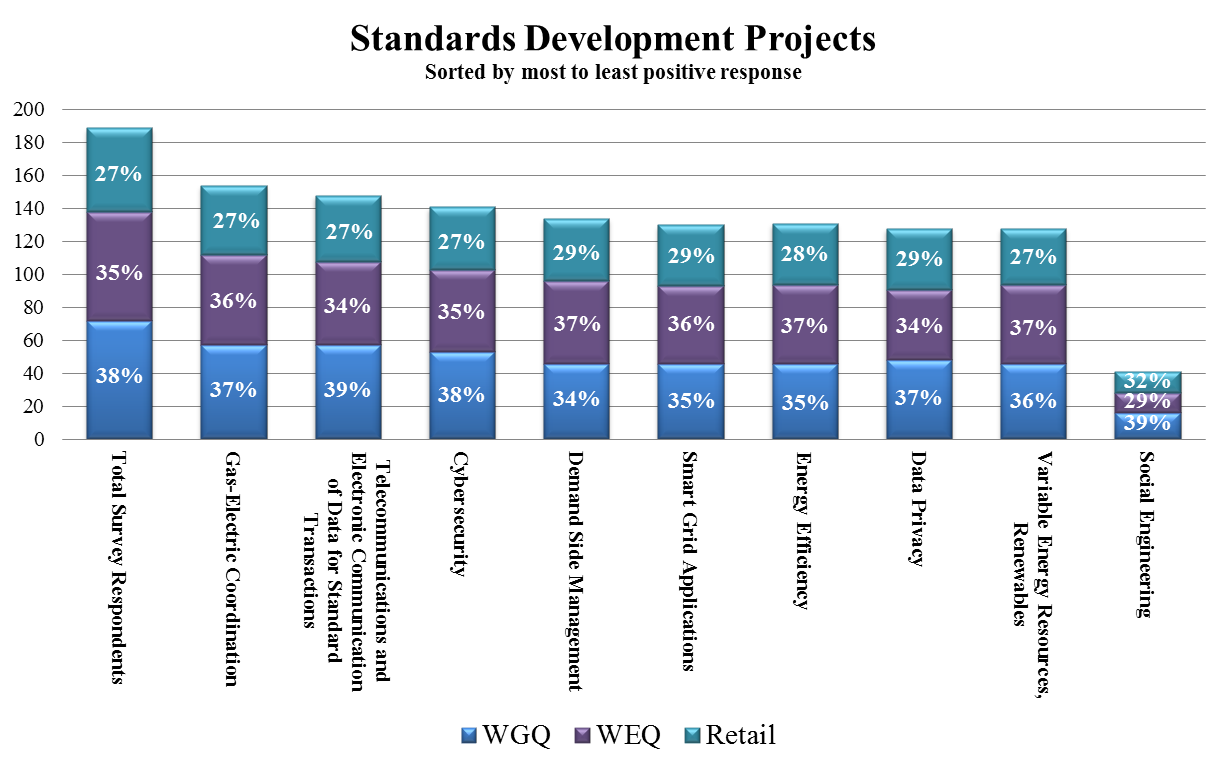 Standards Development Projects
Sorted by most to least positive response
200
180
160
140
120
100
80
60
40
20
0
27%
35%
38%
27%
36%
37%
27%
34%
39%
27%
35%
38%
29%
37%
34%
29%
36%
35%
28%
37%
35%
29%
34%
37%
27%
37%
36%
32%
29%
39%
Total Survey Respondents
Gas-Electric Coordination
Telecommunications and
Electronic Communication
of Data for Standard
Transactions
Cybersecurity
Demand Side Management
Smart Grid Applications
Energy Efficiency
Data Privacy
Variable Energy Resources,
Renewables
Social Engineering
WGQ
WEQ
Retail